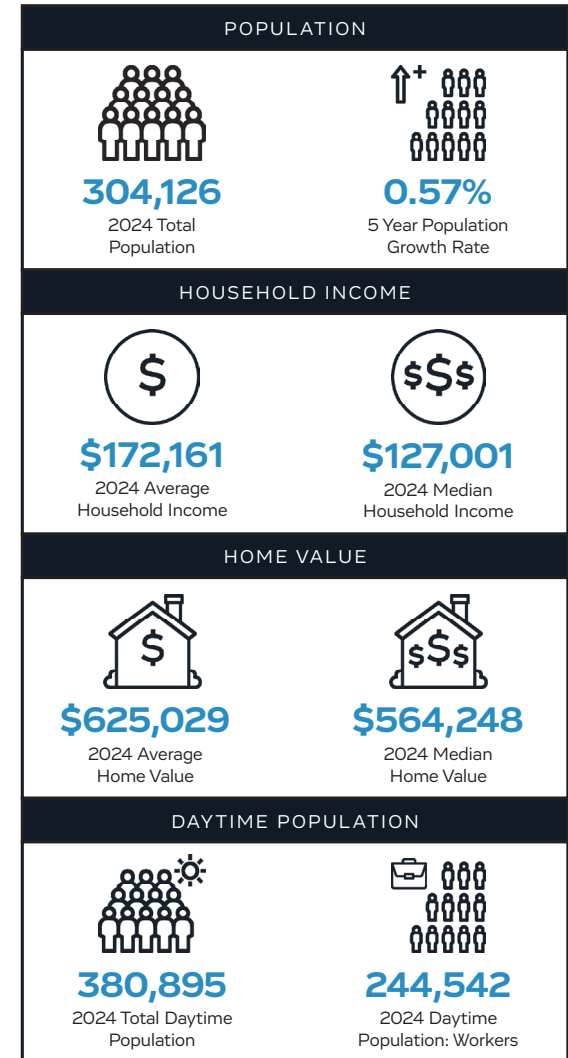 POPULATION
304,126
2024 Total
Population
0.57%
5 Year Population
Growth Rate
HOUSEHOLD INCOME
$
$172,161
2024 Average
Household Income
$$$
$127,001
2024 Median
Household Income
HOME VALUE
$
$625,029
2024 Average
Home Value
$$$
$564,248
2024 Median
Home Value
DAYTIME POPULATION
380,895
2024 Total Daytime
Population
244,542
2024 Daytime
Population: Workers